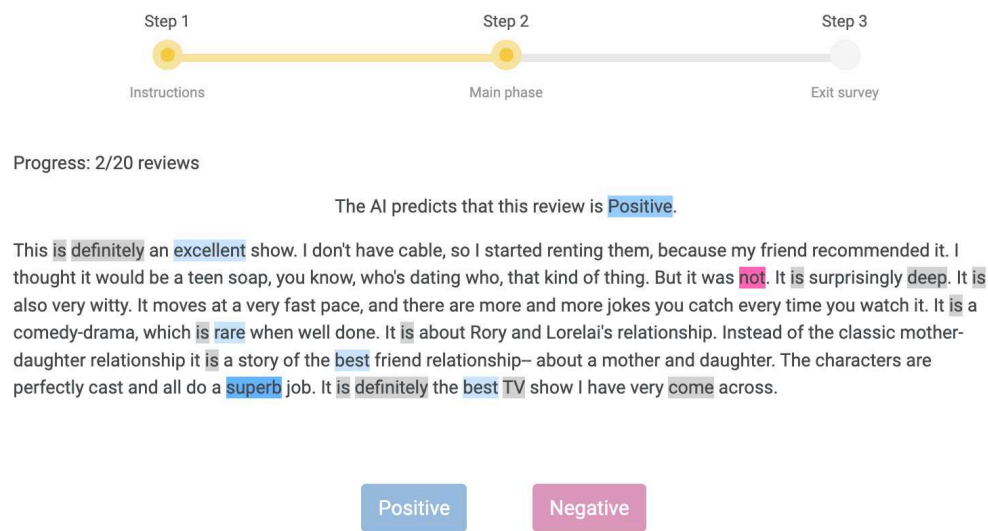 Step 1
Step 2
Step 3
Instructions
Main phase
Exit survey
Progress: 2/20 reviews
The AI predicts that this review is Positive.
This is definitely an excellent show. I don't have cable, so I started renting them, because my friend recommended it. I
thought it would be a teen soap, you know, who's dating who, that kind of thing. But it was not. It is surprisingly deep. It is
also very witty. It moves at a very fast pace, and there are more and more jokes you catch every time you watch it. It is a
comedy-drama, which is rare when well done. It is about Rory and Lorelai's relationship. Instead of the classic mother-
daughter relationship it is a story of the best friend relationship-- about a mother and daughter. The characters are
perfectly cast and all do a superb job. It is definitely the best TV show I have very come across.
Positive
Negative